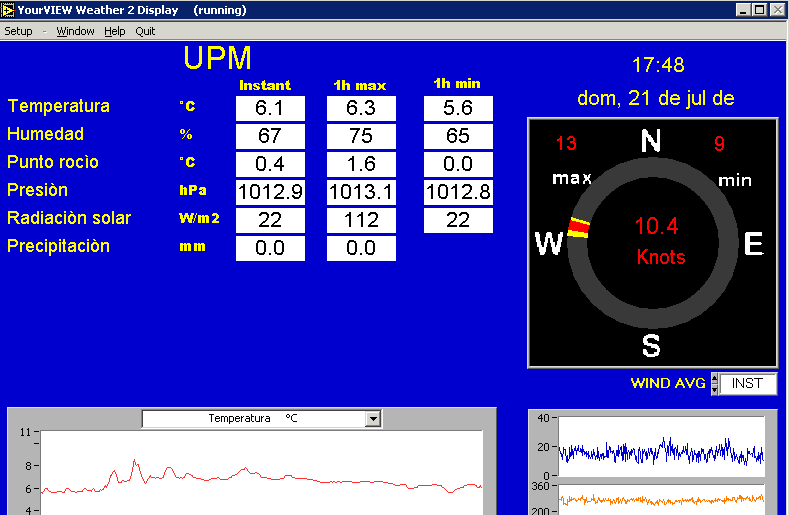 YourVIEW Weather 2 Display (running)
Setup - Window Help Quit
UPM
17:48
dom, 21 de jul de
Instant 1h max 1h min
Temperatura °C 6.1 6.3 5.6
Humedad % 67 75 65
Punto rocìo °C 0.4 1.6 0.0
Presiòn hPa 1012.9 1013.1 1012.8
Radiaciòn solar W/m2 22 112 22
Precipitaciòn mm 0.0 0.0
13 N 9
max min
10.4
W E
Knots
S
WIND AVG INST
Temperatura °C
11
8
6
4
40
20
0
360
200